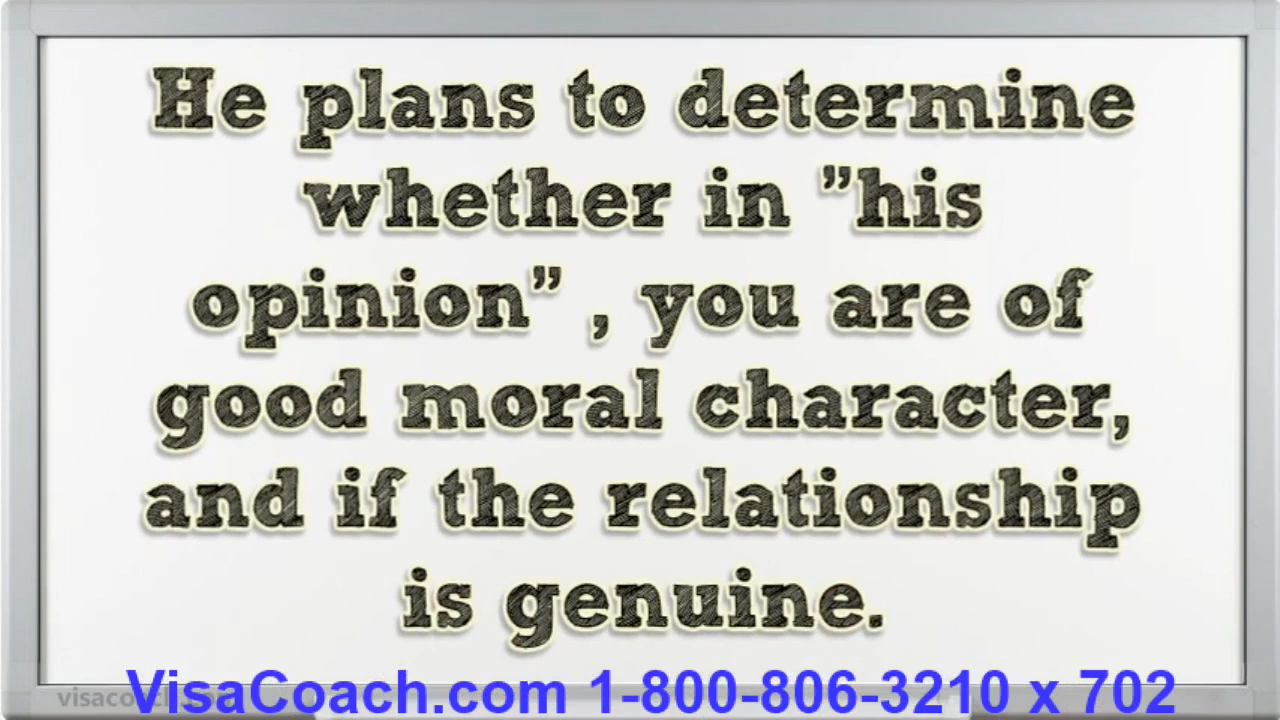 He plans to determine
whether in ”his
opinion” , you are of
good moral character,
and if the relationship
is genuine.
VisaCoach.com 1-800-806-3210 x 702